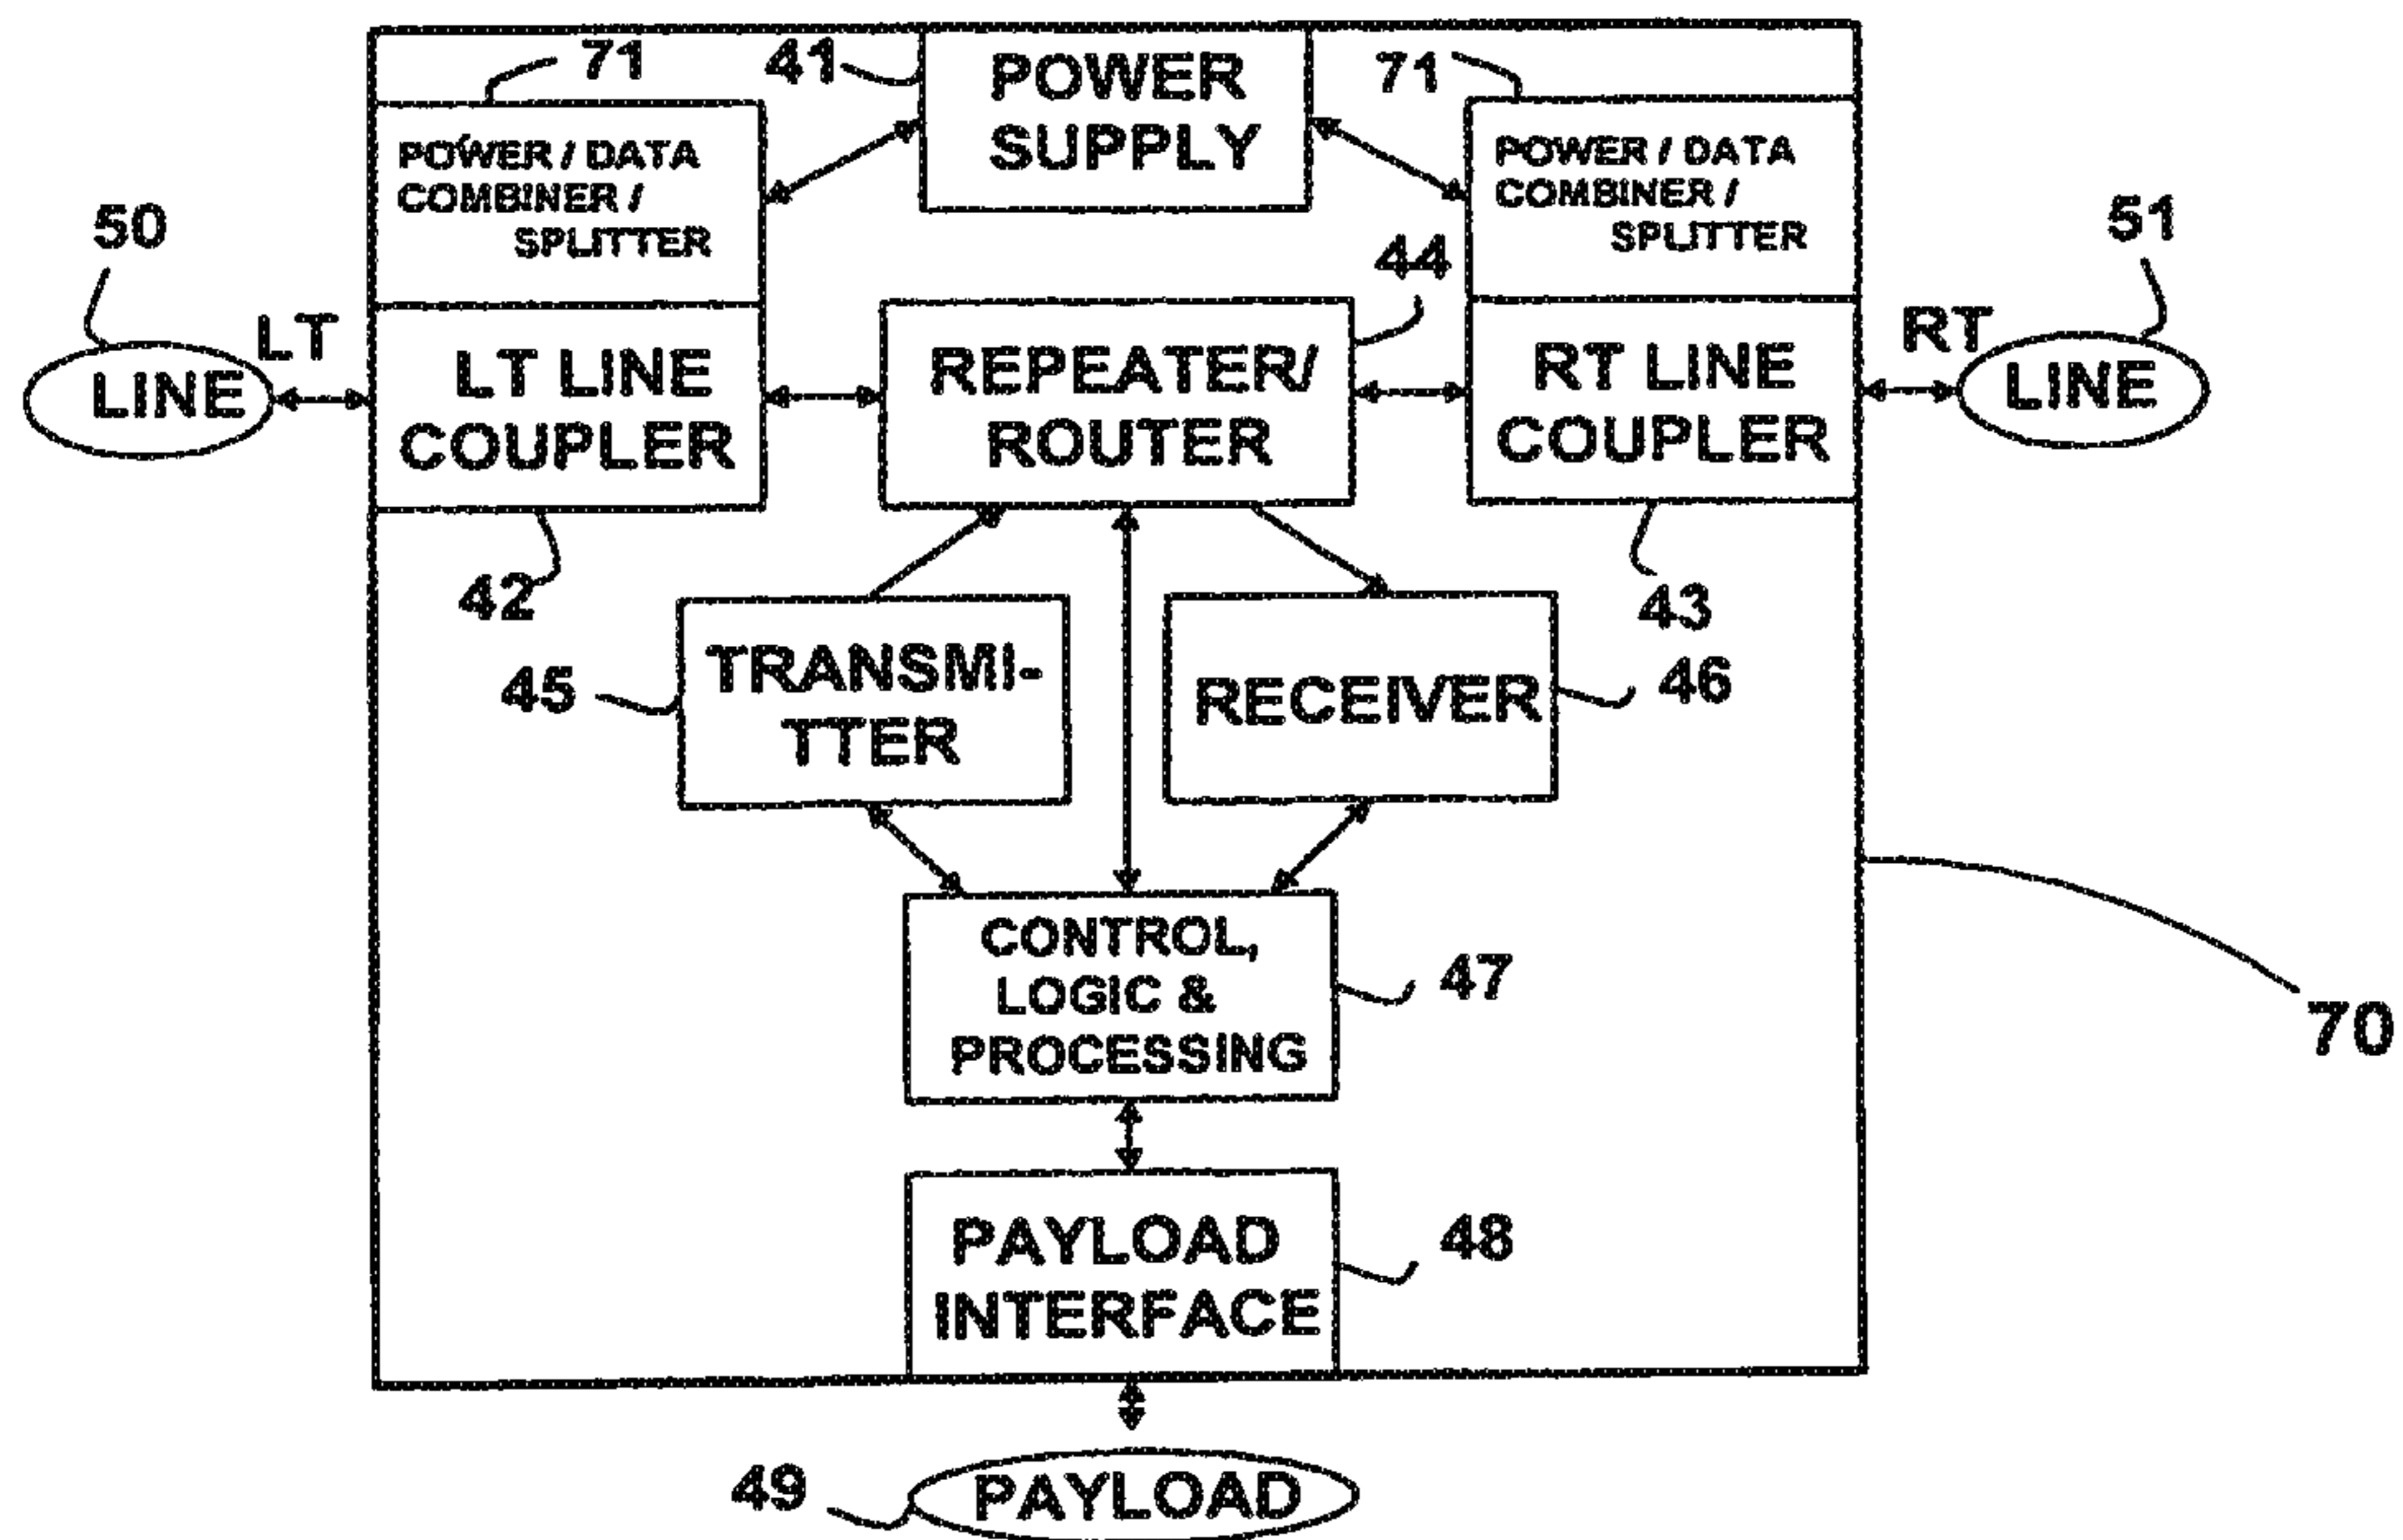 71
41
POWER
SUPPLY
71
POWER / DATA
COMBINER /
SPLITTER
POWER / DATA
COMBINER /
SPLITTER
50
51
44
LT
LINE
LT LINE
COUPLER
REPEATER/
ROUTER
RT LINE
COUPLER
RT
LINE
42
43
45
TRANSMI-
TTER
RECEIVER
46
CONTROL,
LOGIC &
PROCESSING
47
70
PAYLOAD
INTERFACE
48
49
PAYLOAD